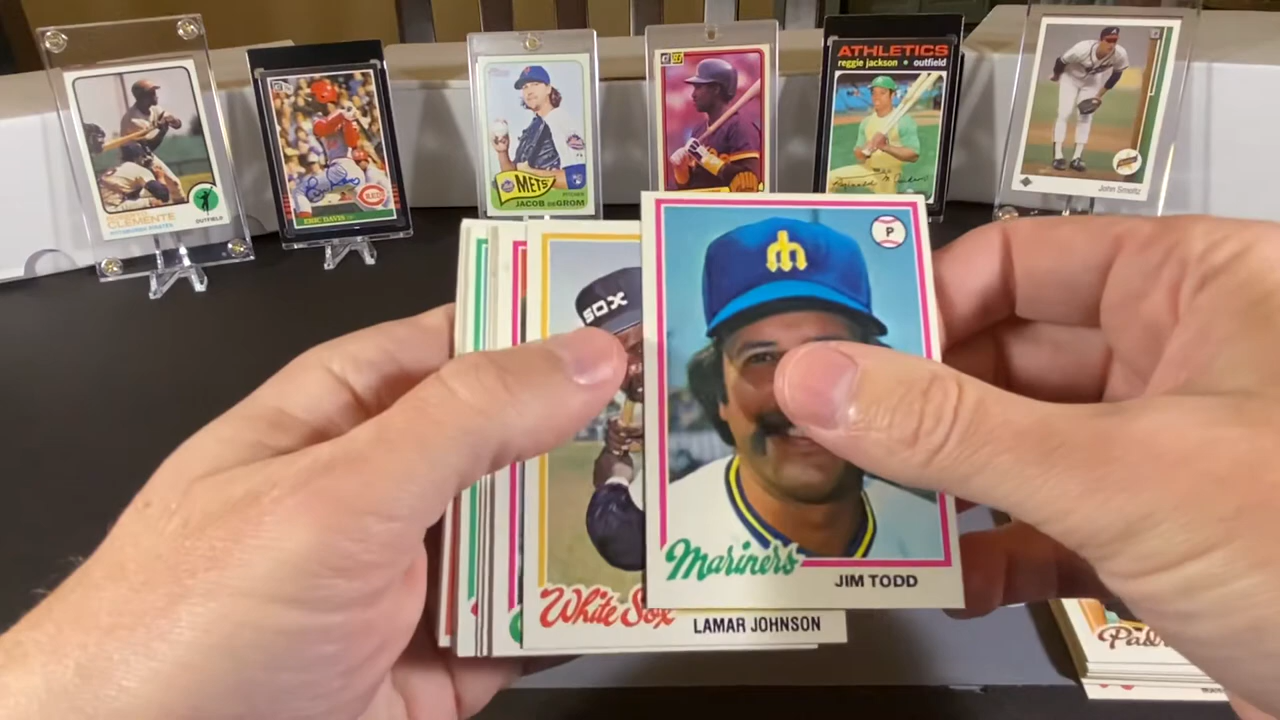 CLEMENTE
PITTSBURGH PIRATES
OUTFIELD
ERIC DAVIS
REDS
METS
PITCHER
JACOB DeGROM
ATHLETICS
reggie jackson • outfield
John Smoltz
SOX
White Sox
LAMAR JOHNSON
P
Mariners
JIM TODD